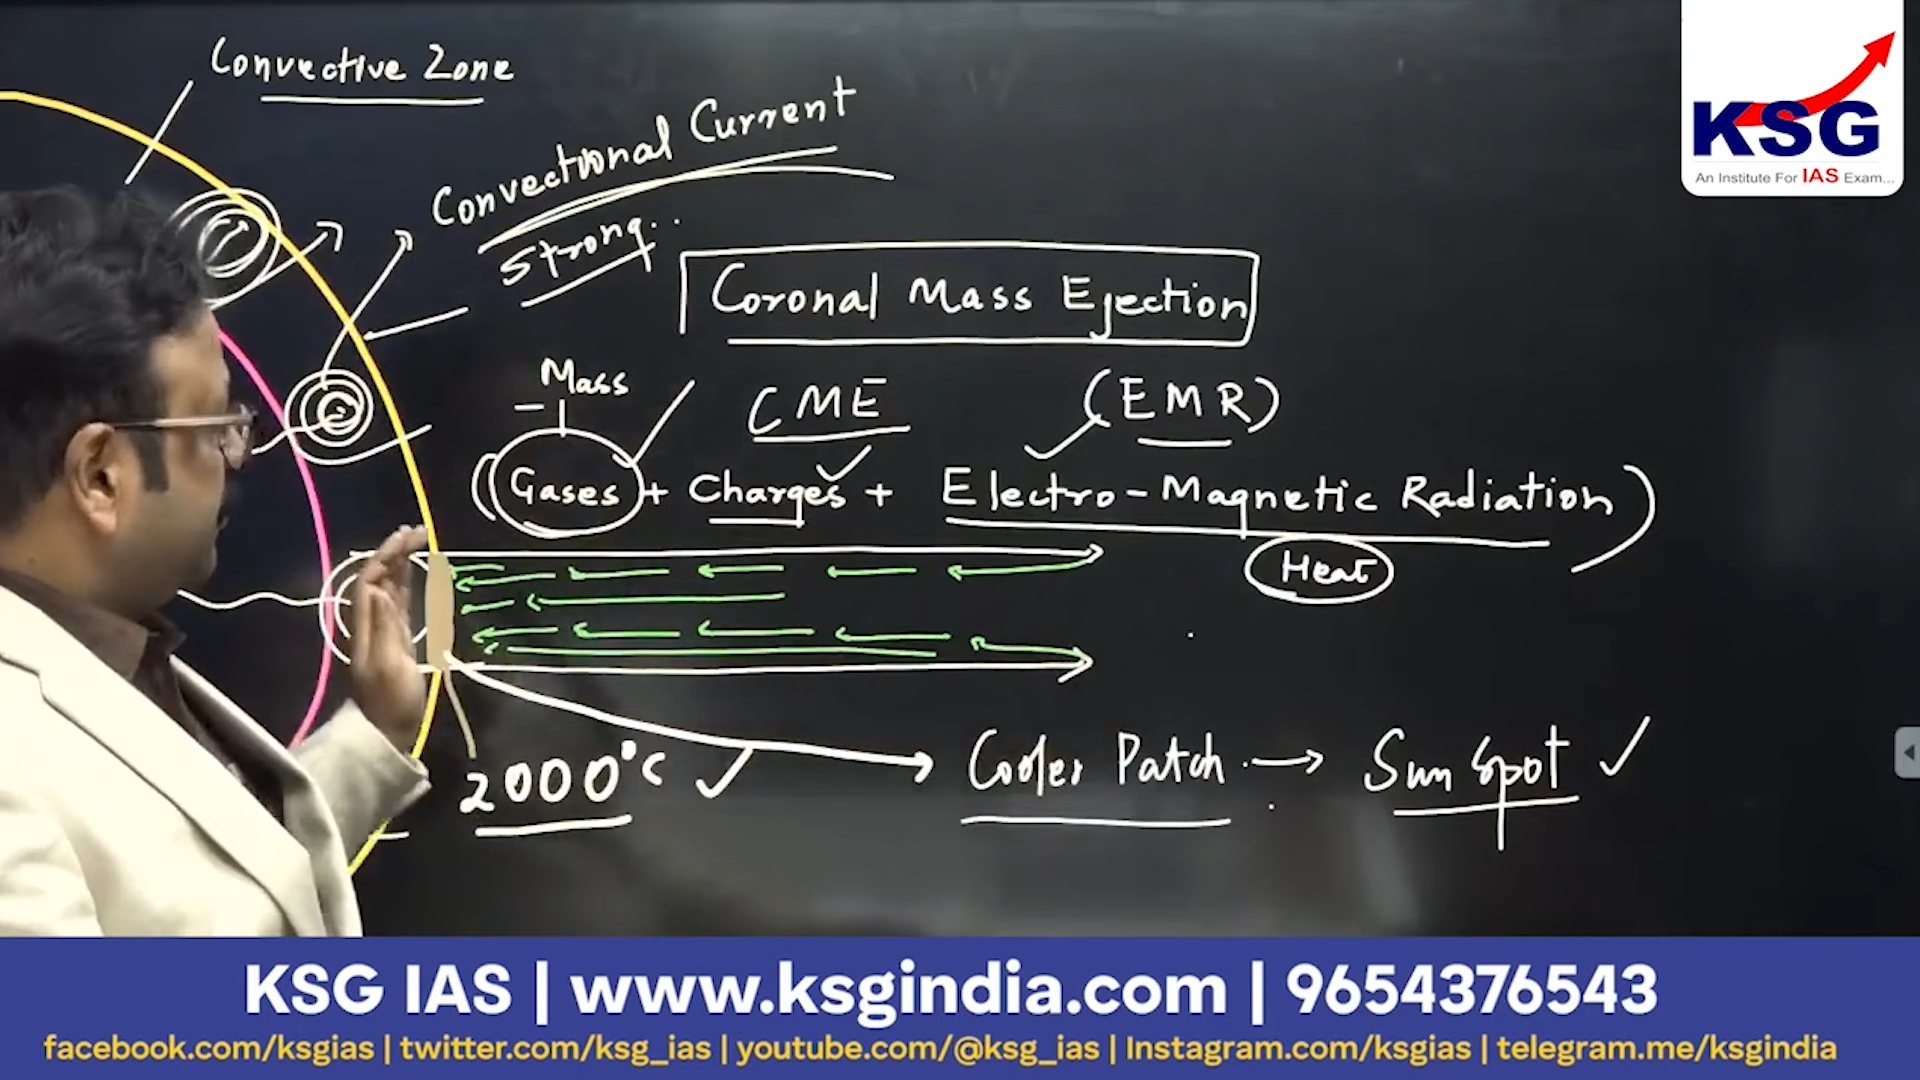 Convective Zone
Convectional Current
Strong..
Coronal Mass Ejection
Mass
CME
(EMR)
(Gases + Charges + Electro-Magnetic Radiation)
Heat
2000°C ✓
Cooler Patch → Sun Spot ✓
KSG
An Institute For IAS Exam...
KSG IAS | www.ksgindia.com | 9654376543
facebook.com/ksgias | twitter.com/ksg_ias | youtube.com/@ksg_ias | Instagram.com/ksgias | telegram.me/ksgindia